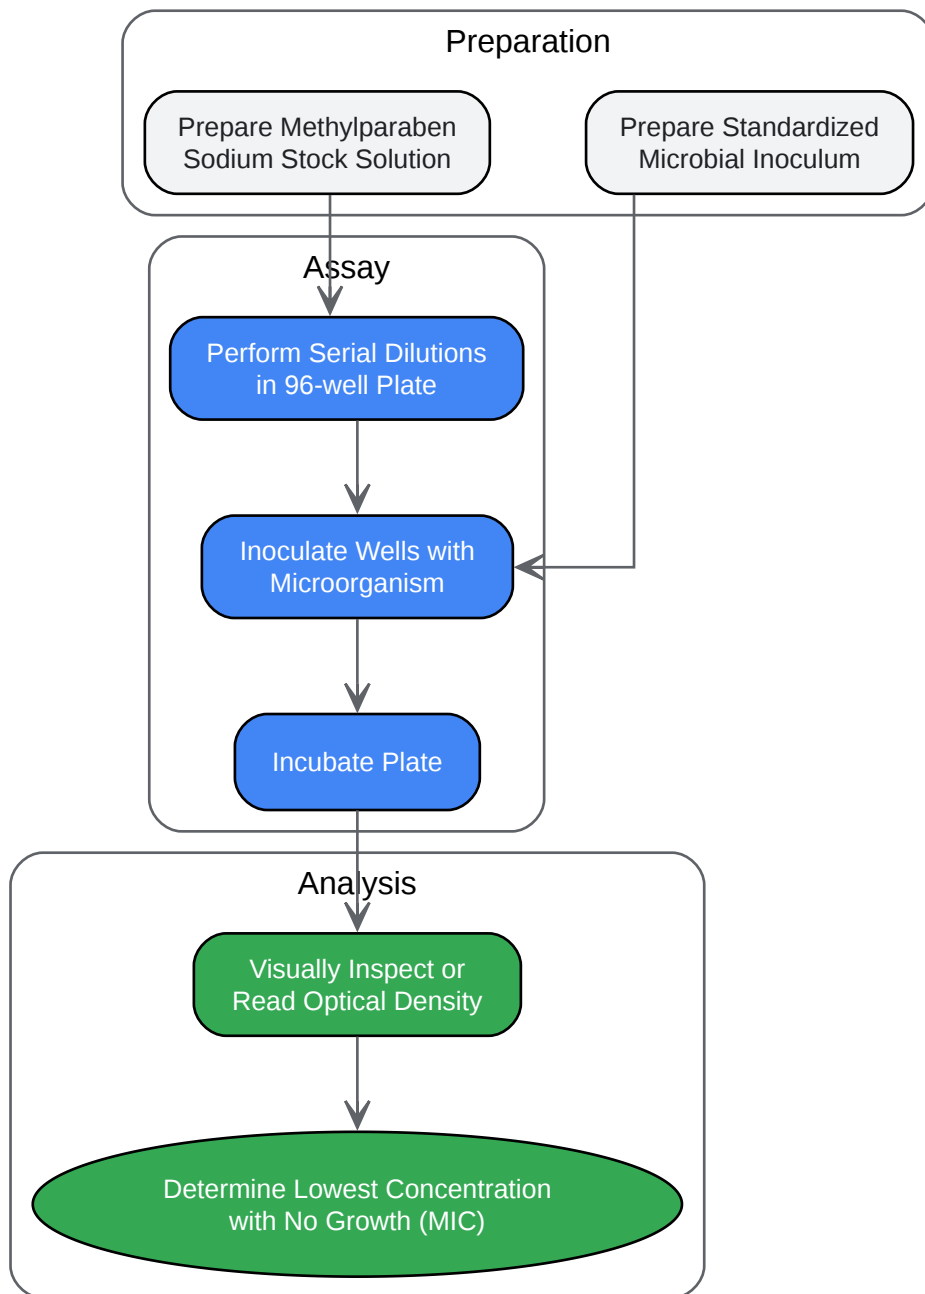 Preparation
Prepare Methylparaben
Sodium Stock Solution
Prepare Standardized
Microbial Inoculum
Assay
Perform Serial Dilutions
in 96-well Plate
Inoculate Wells with
Microorganism
Incubate Plate
Analysis
Visually Inspect or
Read Optical Density
Determine Lowest Concentration
with No Growth (MIC)